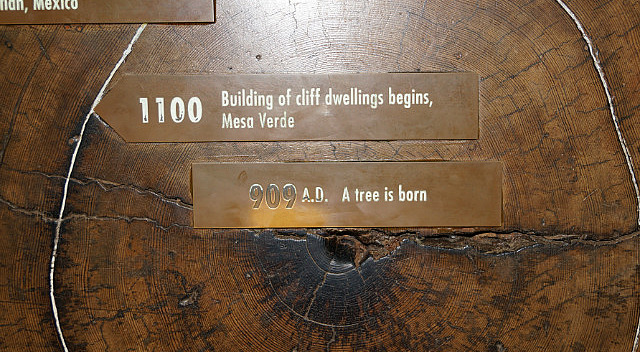 Mexico
1100 Building of cliff dwellings begins,
Mesa Verde
909 A.D. A tree is born